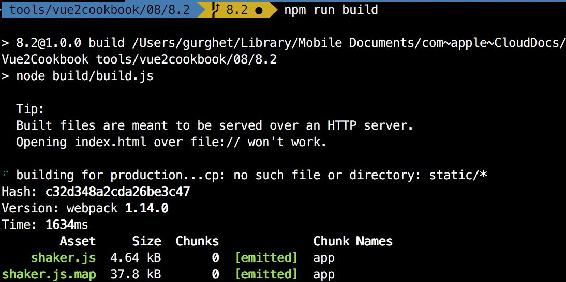 tools/vue2cookbook/08/8.2 8.2 ● npm run build
> 8.2@1.0.0 build /Users/gurghet/Library/Mobile Documents/com~apple~CloudDocs/
Vue2Cookbook tools/vue2cookbook/08/8.2
> node build/build.js
Tip:
Built files are meant to be served over an HTTP server.
Opening index.html over file:// won't work.
building for production...cp: no such file or directory: static/*
Hash: c32d348a2cda26be3c47
Version: webpack 1.14.0
Time: 1634ms
Asset Size Chunks Chunk Names
shaker.js 4.64 kB 0 [emitted] app
shaker.js.map 37.8 kB 0 [emitted] app